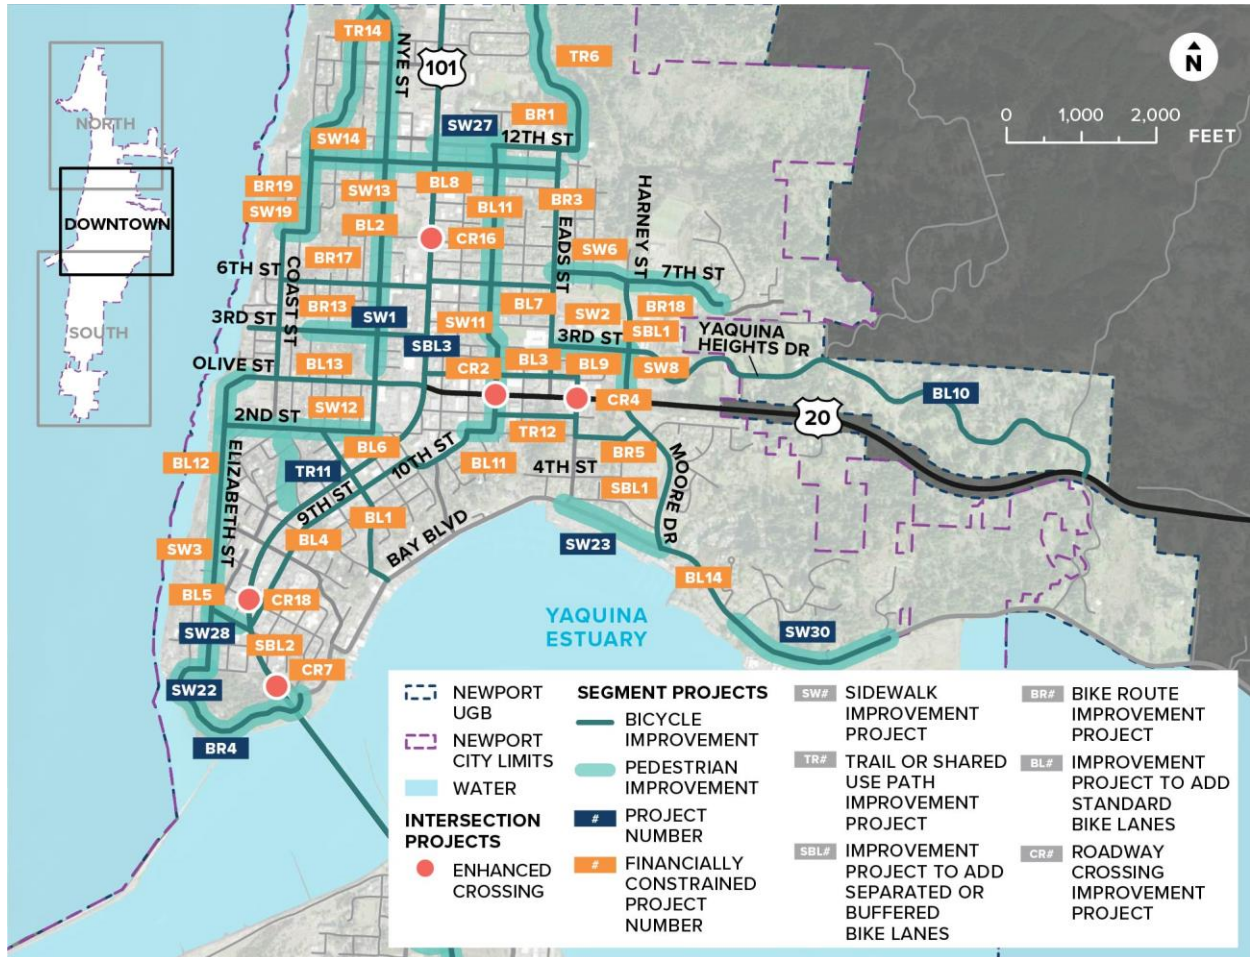 TR14
NYE ST
101
TR6
N
NORTH
DOWNTOWN
SOUTH
0 1,000 2,000
FEET
BR1
SW27
12TH ST
SW14
BR19
SW13
BL8
HARNEY ST
SW19
BL11
BR3
BL2
CR16
EADS ST
SW6
BR17
6TH ST
COAST ST
7TH ST
BR13
BL7
SW2
BR18
3RD ST
SW1
SW11
SBL1
YAQUINA
HEIGHTS DR
SBL3
3RD ST
OLIVE ST
BL13
CR2
BL3
BL9
SW8
BL10
SW12
CR4
2ND ST
20
BL6
TR12
ELIZABETH ST
10TH ST
MOORE DR
BL12
TR11
BL11
4TH ST
BR5
9TH ST
SBL1
BL1
BL4
BAY BLVD
SW3
SW23
BL5
CR18
BL14
YAQUINA
ESTUARY
SW28
SBL2
SW30
CR7
SW22
BR4
NEWPORT
UGB
NEWPORT
CITY LIMITS
WATER
INTERSECTION
PROJECTS
ENHANCED
CROSSING
SEGMENT PROJECTS
BICYCLE
IMPROVEMENT
PEDESTRIAN
IMPROVEMENT
# PROJECT
NUMBER
# FINANCIALLY
CONSTRAINED
PROJECT
NUMBER
SW# SIDEWALK
IMPROVEMENT
PROJECT
TR# TRAIL OR SHARED
USE PATH
IMPROVEMENT
PROJECT
SBL# IMPROVEMENT
PROJECT TO ADD
SEPARATED OR
BUFFERED
BIKE LANES
BR# BIKE ROUTE
IMPROVEMENT
PROJECT
BL# IMPROVEMENT
PROJECT TO ADD
STANDARD
BIKE LANES
CR# ROADWAY
CROSSING
IMPROVEMENT
PROJECT